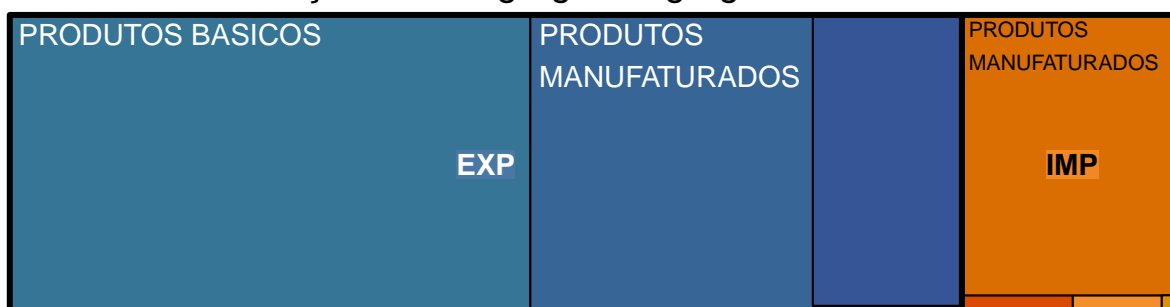 PRODUTOS BASICOS
PRODUTOS
MANUFATURADOS
EXP
PRODUTOS
MANUFATURADOS
IMP